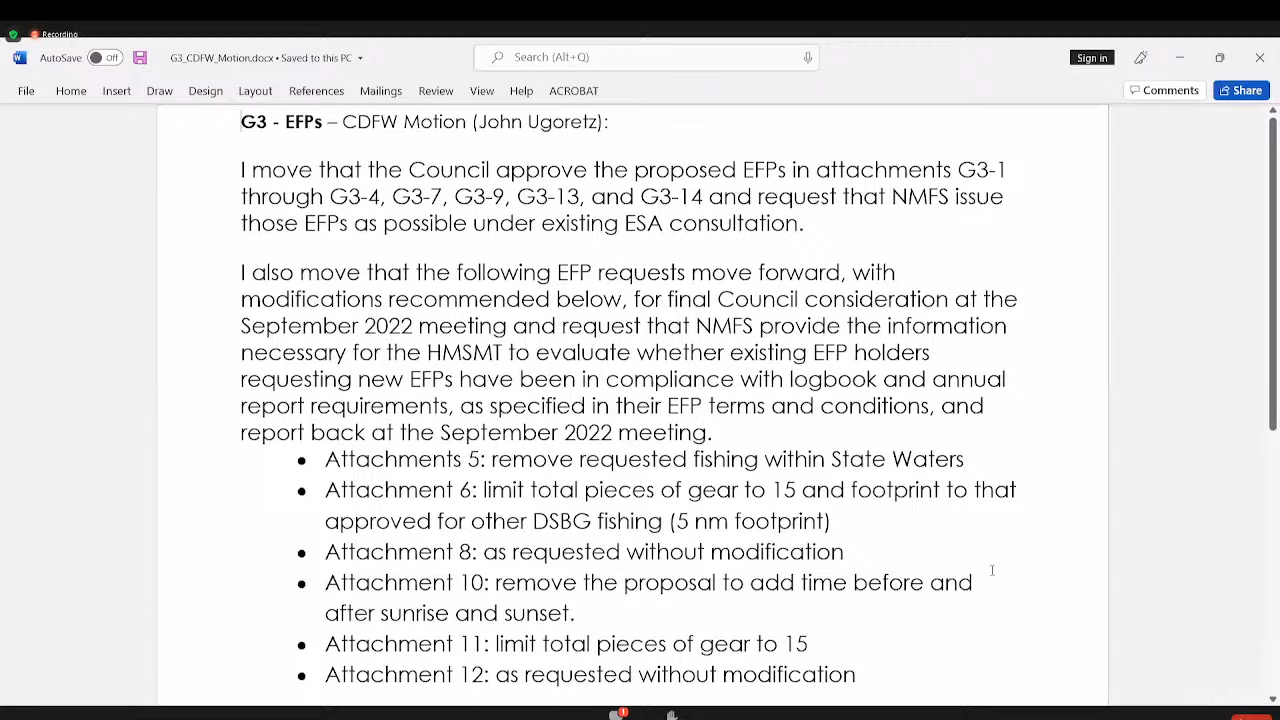 Recording
AutoSave Off G3_CDFW_Motion.docx • Saved to this PC Search (Alt+Q) Sign in
File Home Insert Draw Design Layout References Mailings Review View Help ACROBAT Comments Share
G3 - EFPs – CDFW Motion (John Ugoretz):
I move that the Council approve the proposed EFPs in attachments G3-1
through G3-4, G3-7, G3-9, G3-13, and G3-14 and request that NMFS issue
those EFPs as possible under existing ESA consultation.
I also move that the following EFP requests move forward, with
modifications recommended below, for final Council consideration at the
September 2022 meeting and request that NMFS provide the information
necessary for the HMSMT to evaluate whether existing EFP holders
requesting new EFPs have been in compliance with logbook and annual
report requirements, as specified in their EFP terms and conditions, and
report back at the September 2022 meeting.
• Attachments 5: remove requested fishing within State Waters
• Attachment 6: limit total pieces of gear to 15 and footprint to that
approved for other DSBG fishing (5 nm footprint)
• Attachment 8: as requested without modification
• Attachment 10: remove the proposal to add time before and
after sunrise and sunset.
• Attachment 11: limit total pieces of gear to 15
• Attachment 12: as requested without modification
1